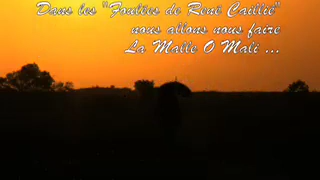 Dans les "Foulées de René Caillié"
nous allons nous faire
La Malle O Mali ...